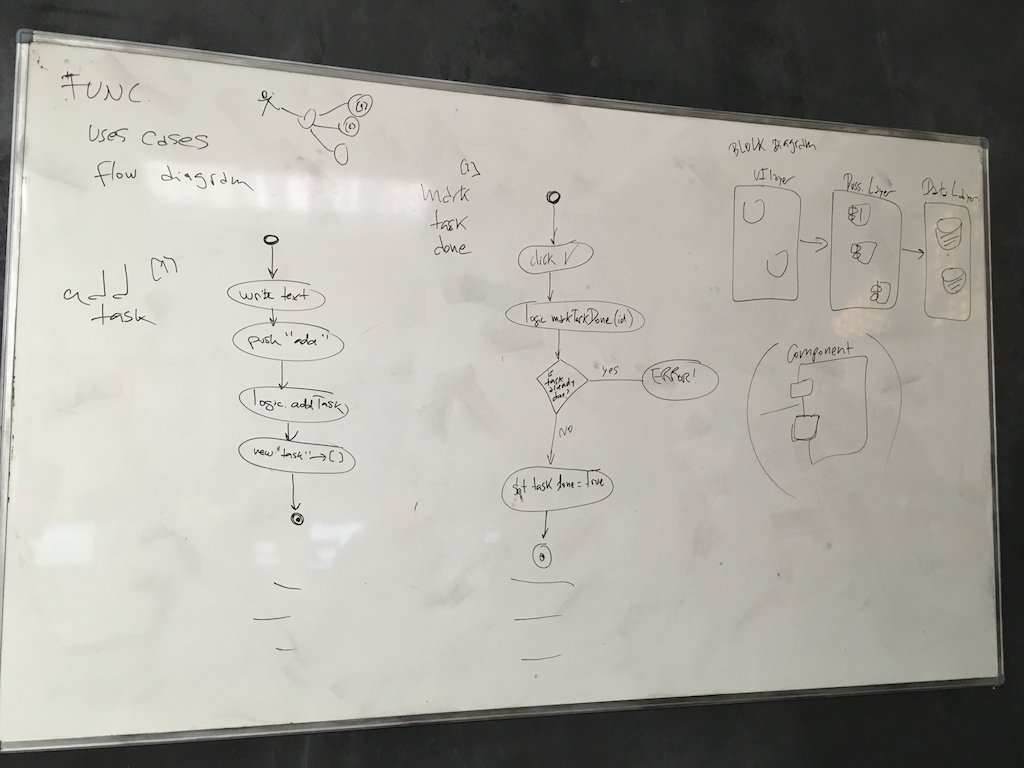 FUNC.
Uses cases
flow diagram
add [1]
task
write text
push "add"
logic.addTask
new "task" → [ ]
mark
task
done
click V
logic.markTaskDone(id)
is
task
already
done?
yes
ERROR!
NO
set task done = true
Block Diagram
UI layer
Buss. Layer
Data Layer
Component